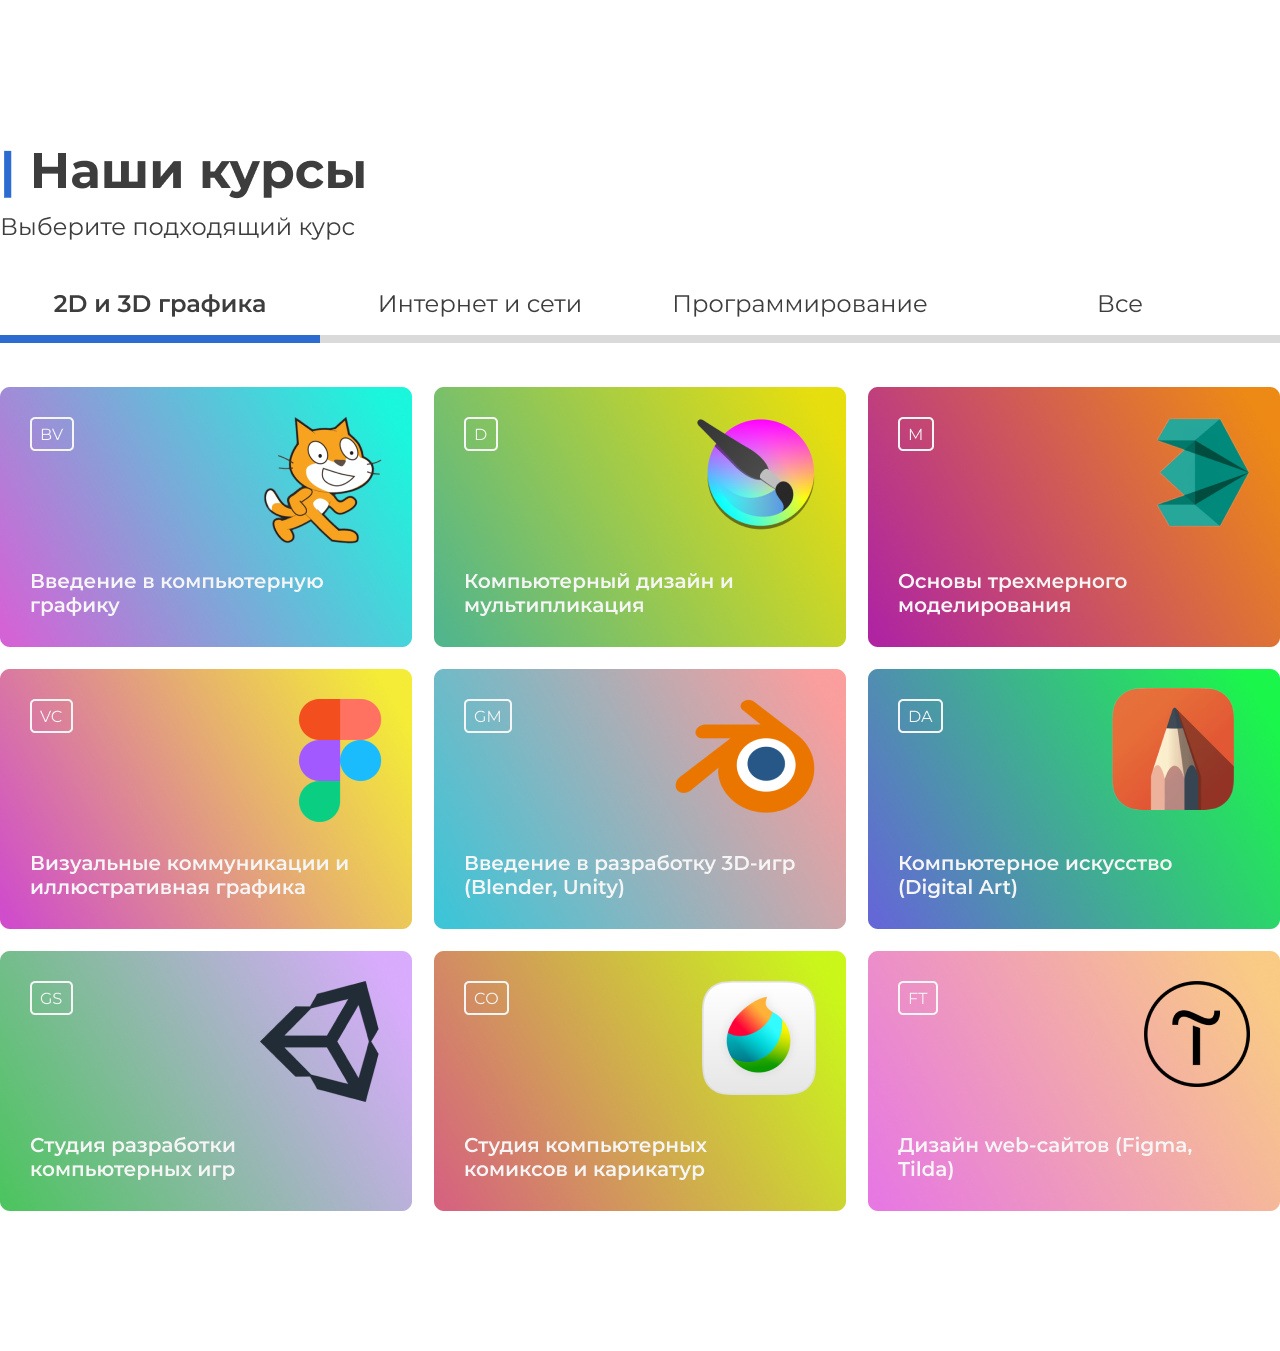 | Наши курсы
Выберите подходящий курс
2D и 3D графика
Интернет и сети
Программирование
Все
BV
Введение в компьютерную
графику
D
Компьютерный дизайн и
мультипликация
M
Основы трехмерного
моделирования
VC
Визуальные коммуникации и
иллюстративная графика
GM
Введение в разработку 3D-игр
(Blender, Unity)
DA
Компьютерное искусство
(Digital Art)
GS
Студия разработки
компьютерных игр
CO
Студия компьютерных
комиксов и карикатур
FT
Дизайн web-сайтов (Figma,
Tilda)